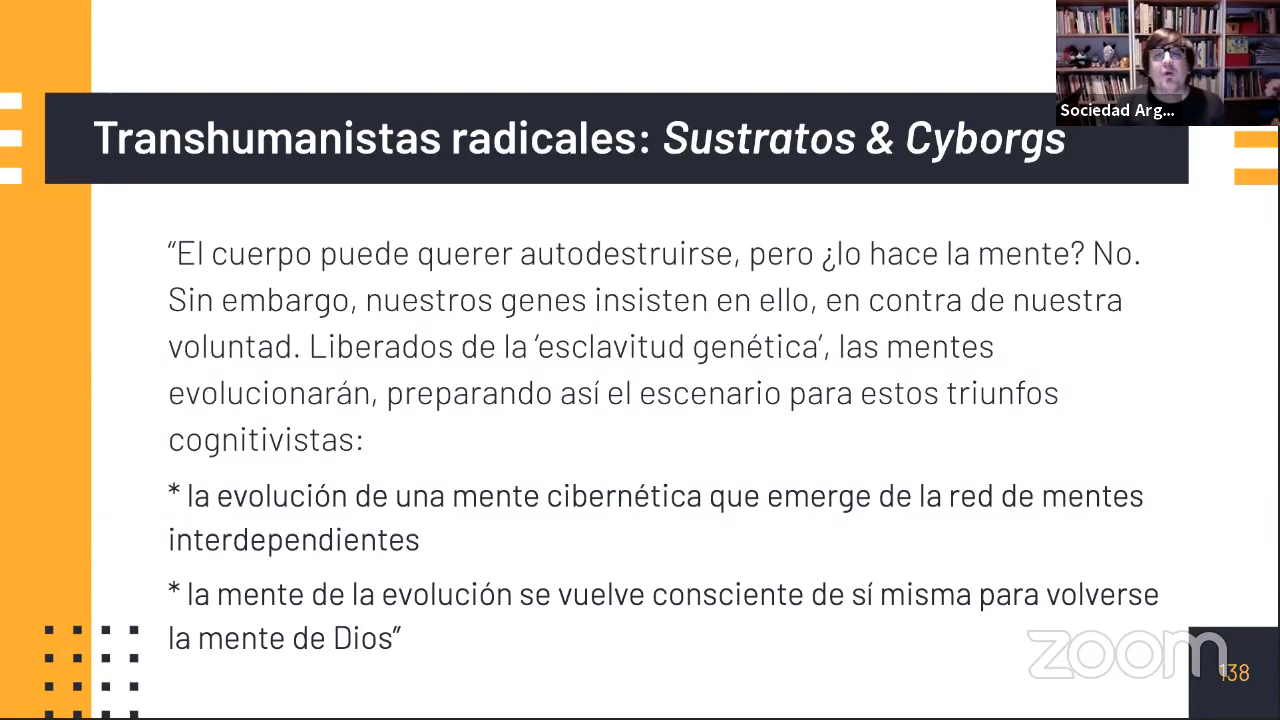 Sociedad Arg...
Transhumanistas radicales: Sustratos & Cyborgs
“El cuerpo puede querer autodestruirse, pero ¿lo hace la mente? No.
Sin embargo, nuestros genes insisten en ello, en contra de nuestra
voluntad. Liberados de la ‘esclavitud genética’, las mentes
evolucionarán, preparando así el escenario para estos triunfos
cognitivistas:
* la evolución de una mente cibernética que emerge de la red de mentes
interdependientes
* la mente de la evolución se vuelve consciente de sí misma para volverse
la mente de Dios”
zoom
138